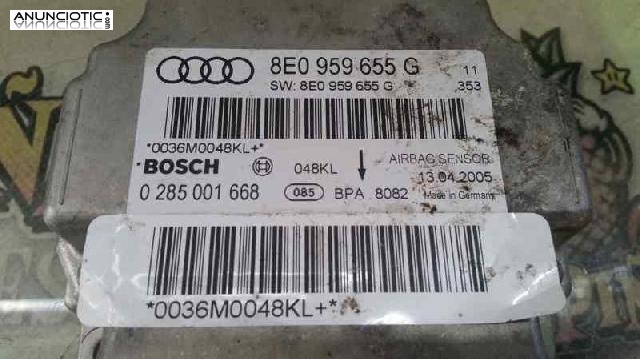 ANUNCIOTIC.com
8E0 959 655 G 11
SW: 8E0 959 655 G 353
*0036M0048KL+*
BOSCH 048KL AIRBAG SENSOR
13.04.2005
0 285 001 668 085 BPA 8082 Made in Germany
*0036M0048KL+*